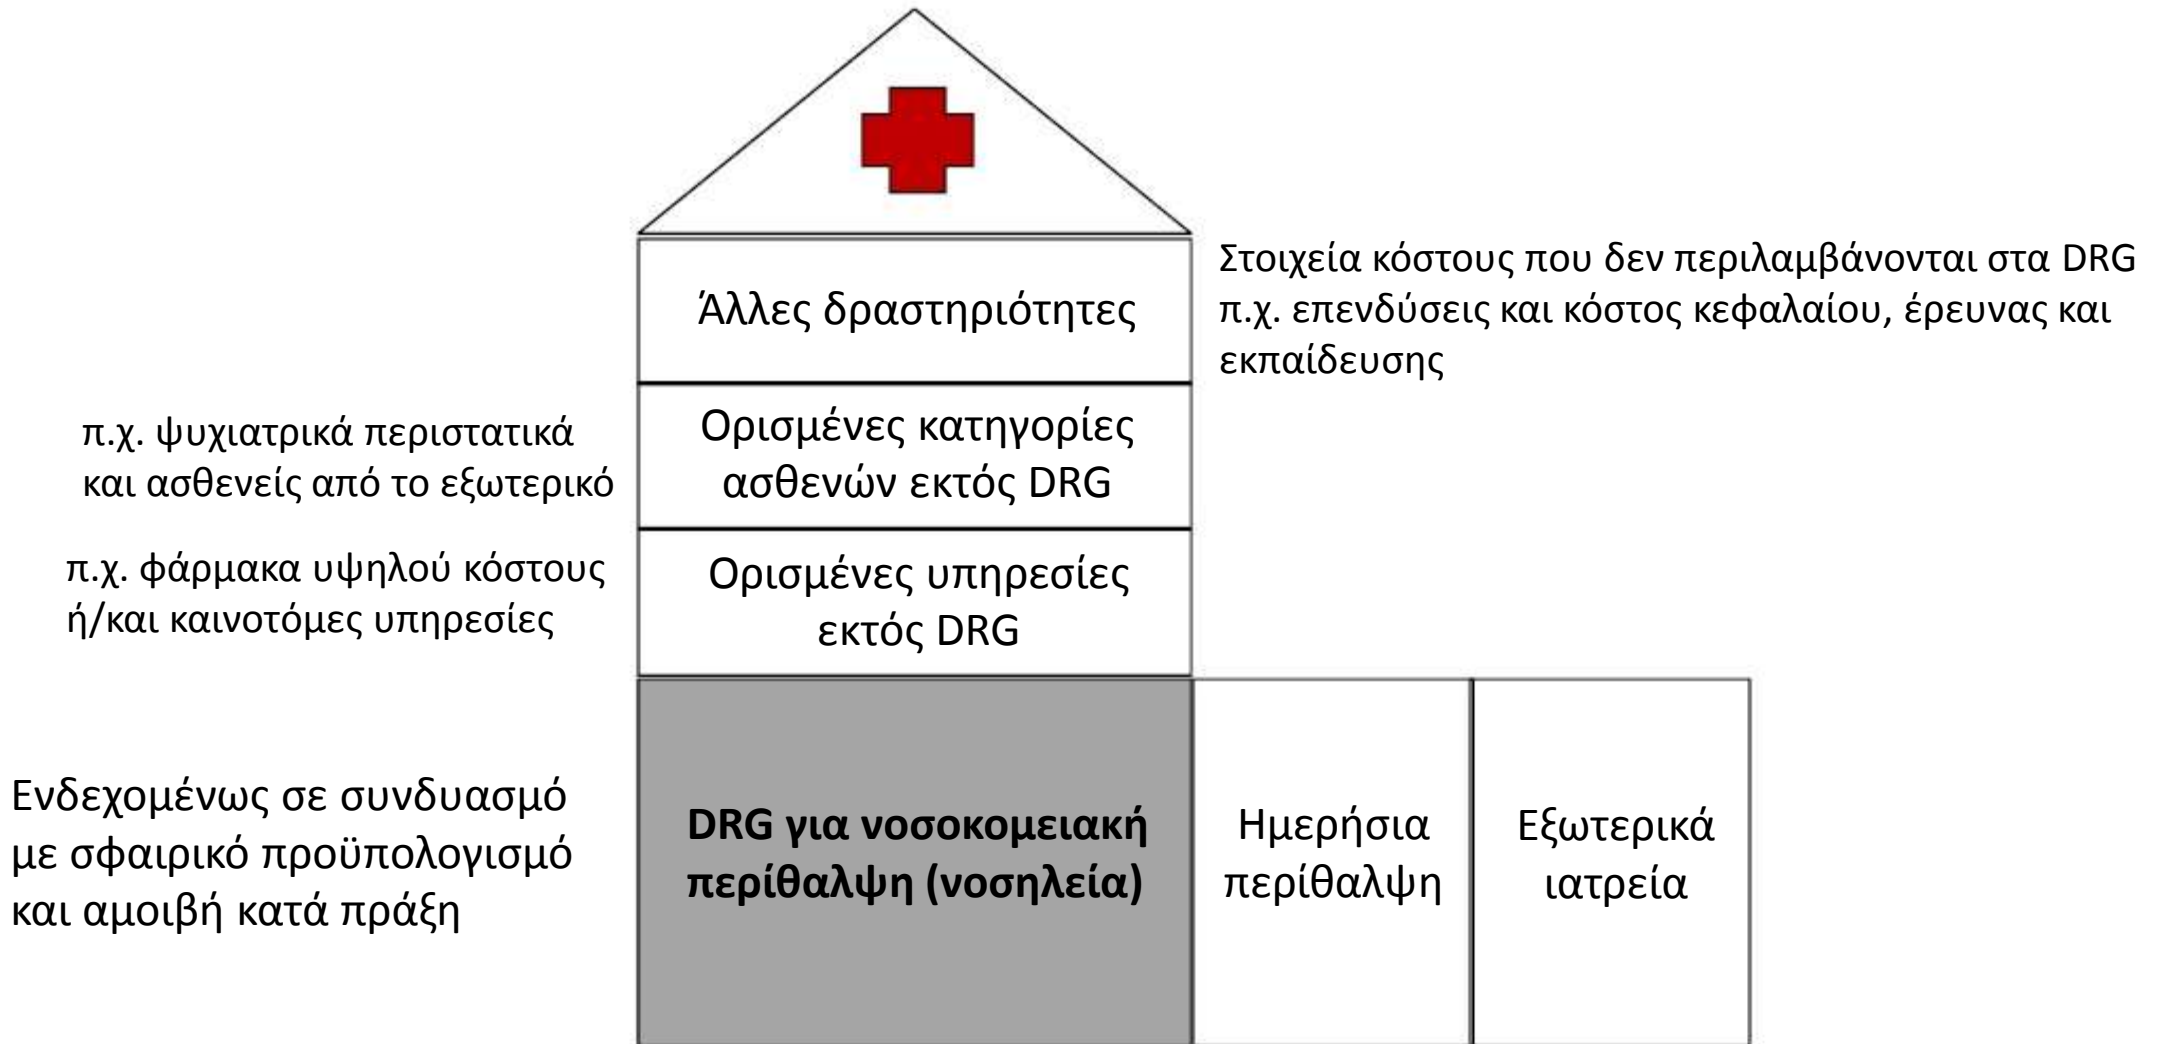 Άλλες δραστηριότητες
Στοιχεία κόστους που δεν περιλαμβάνονται στα DRG
π.χ. επενδύσεις και κόστος κεφαλαίου, έρευνας και
εκπαίδευσης
π.χ. ψυχιατρικά περιστατικά
και ασθενείς από το εξωτερικό
Ορισμένες κατηγορίες
ασθενών εκτός DRG
π.χ. φάρμακα υψηλού κόστους
ή/και καινοτόμες υπηρεσίες
Ορισμένες υπηρεσίες
εκτός DRG
Ενδεχομένως σε συνδυασμό
με σφαιρικό προϋπολογισμό
και αμοιβή κατά πράξη
DRG για νοσοκομειακή
περίθαλψη (νοσηλεία)
Ημερήσια
περίθαλψη
Εξωτερικά
ιατρεία